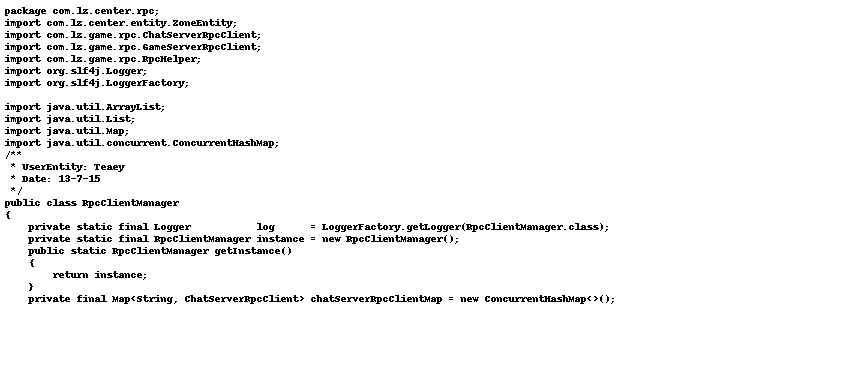 package com.lz.center.rpc;
import com.lz.center.entity.ZoneEntity;
import com.lz.game.rpc.ChatServerRpcClient;
import com.lz.game.rpc.GameServerRpcClient;
import com.lz.game.rpc.RpcHelper;
import org.slf4j.Logger;
import org.slf4j.LoggerFactory;

import java.util.ArrayList;
import java.util.List;
import java.util.Map;
import java.util.concurrent.ConcurrentHashMap;
/**
 * UserEntity: Teaey
 * Date: 13-7-15
 */
public class RpcClientManager
{
    private static final Logger           log      = LoggerFactory.getLogger(RpcClientManager.class);
    private static final RpcClientManager instance = new RpcClientManager();
    public static RpcClientManager getInstance()
    {
        return instance;
    }
    private final Map<String, ChatServerRpcClient> chatServerRpcClientMap = new ConcurrentHashMap<>();